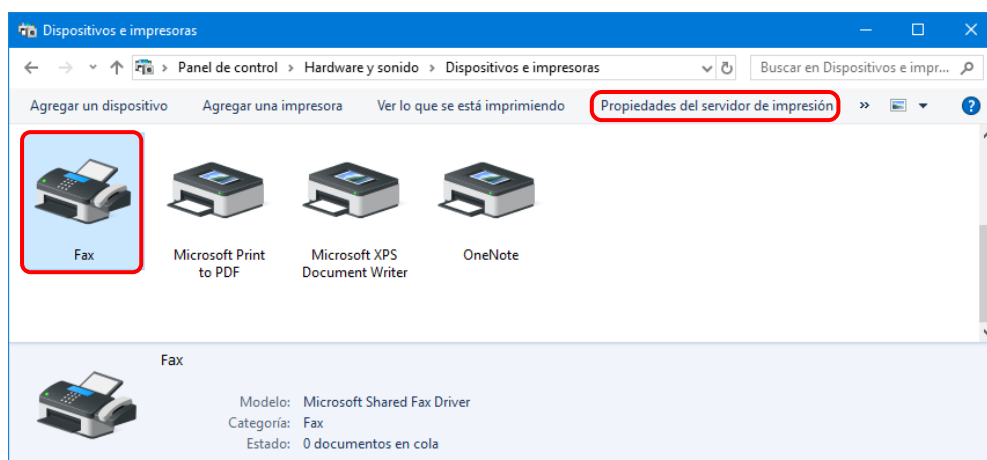 Dispositivos e impresoras
Panel de control > Hardware y sonido > Dispositivos e impresoras
Buscar en Dispositivos e impr...
Agregar un dispositivo Agregar una impresora Ver lo que se está imprimiendo Propiedades del servidor de impresión »
Fax
Microsoft Print
to PDF
Microsoft XPS
Document Writer
OneNote
Fax
Modelo: Microsoft Shared Fax Driver
Categoría: Fax
Estado: 0 documentos en cola